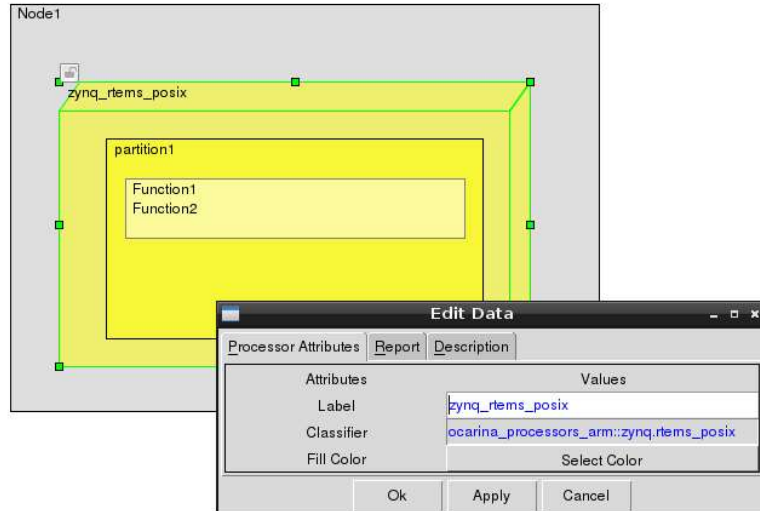 Node1
zynq_rtems_posix
partition1
Function1
Function2
Edit Data
Processor Attributes Report Description
Attributes Values
Label zynq_rtems_posix
Classifier ocarina_processors_arm::zynq.rtems_posix
Fill Color Select Color
Ok Apply Cancel